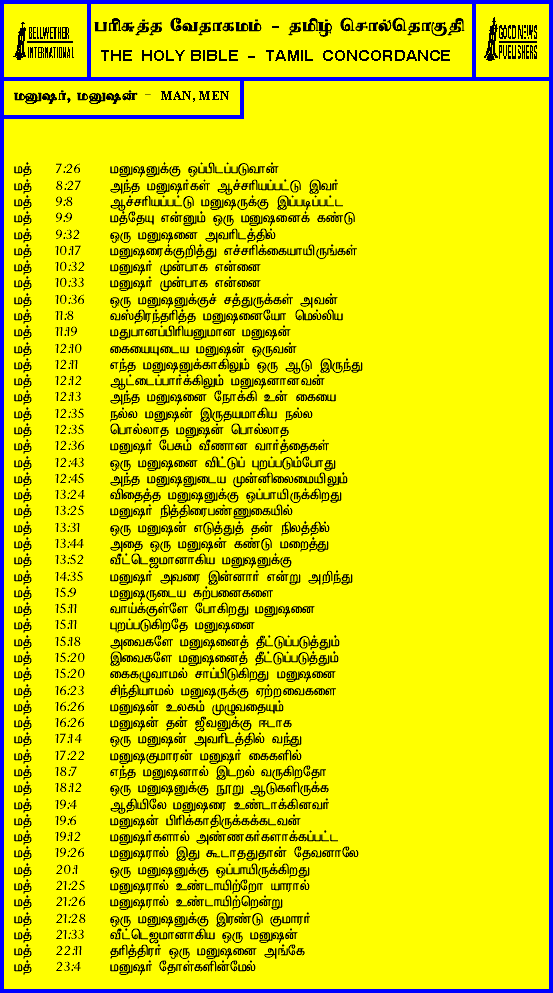 BELLWETHER
INTERNATIONAL
பரிசுத்த வேதாகமம் - தமிழ் சொல்தொகுதி
THE HOLY BIBLE - TAMIL CONCORDANCE
GOOD NEWS
PUBLISHERS
மனுஷர், மனுஷன் - MAN, MEN
மத் 7:26 மனுஷனுக்கு ஒப்பிடப்படுவான்
மத் 8:27 அந்த மனுஷர்கள் ஆச்சரியப்பட்டு இவர்
மத் 9:8 ஆச்சரியப்பட்டு மனுஷருக்கு இப்படிப்பட்ட
மத் 9:9 மத்தேயு என்னும் ஒரு மனுஷனைக் கண்டு
மத் 9:32 ஒரு மனுஷனை அவரிடத்தில்
மத் 10:17 மனுஷரைக்குறித்து எச்சரிக்கையாயிருங்கள்
மத் 10:32 மனுஷர் முன்பாக என்னை
மத் 10:33 மனுஷர் முன்பாக என்னை
மத் 10:36 ஒரு மனுஷனுக்குச் சத்துருக்கள் அவன்
மத் 11:8 வஸ்திரந்தரித்த மனுஷனையோ மெல்லிய
மத் 11:19 மதுபானப்பிரியனுமான மனுஷன்
மத் 12:10 கையையுடைய மனுஷன் ஒருவன்
மத் 12:11 எந்த மனுஷனுக்காகிலும் ஒரு ஆடு இருந்து
மத் 12:12 ஆட்டைப்பார்க்கிலும் மனுஷனானவன்
மத் 12:13 அந்த மனுஷனை நோக்கி உன் கையை
மத் 12:35 நல்ல மனுஷன் இருதயமாகிய நல்ல
மத் 12:35 பொல்லாத மனுஷன் பொல்லாத
மத் 12:36 மனுஷர் பேசும் வீணான வார்த்தைகள்
மத் 12:43 ஒரு மனுஷனை விட்டுப் புறப்படும்போது
மத் 12:45 அந்த மனுஷனுடைய முன்னிலைமையிலும்
மத் 13:24 விதைத்த மனுஷனுக்கு ஒப்பாயிருக்கிறது
மத் 13:25 மனுஷர் நித்திரைபண்ணுகையில்
மத் 13:31 ஒரு மனுஷன் எடுத்துத் தன் நிலத்தில்
மத் 13:44 அதை ஒரு மனுஷன் கண்டு மறைத்து
மத் 13:52 வீட்டெஜமானாகிய மனுஷனுக்கு
மத் 14:35 மனுஷர் அவரை இன்னார் என்று அறிந்து
மத் 15:9 மனுஷருடைய கற்பனைகளை
மத் 15:11 வாய்க்குள்ளே போகிறது மனுஷனை
மத் 15:11 புறப்படுகிறதே மனுஷனை
மத் 15:18 அவைகளே மனுஷனைத் தீட்டுப்படுத்தும்
மத் 15:20 இவைகளே மனுஷனைத் தீட்டுப்படுத்தும்
மத் 15:20 கைகழுவாமல் சாப்பிடுகிறது மனுஷனை
மத் 16:23 சிந்தியாமல் மனுஷருக்கு ஏற்றவைகளை
மத் 16:26 மனுஷன் உலகம் முழுவதையும்
மத் 16:26 மனுஷன் தன் ஜீவனுக்கு ஈடாக
மத் 17:14 ஒரு மனுஷன் அவரிடத்தில் வந்து
மத் 17:22 மனுஷகுமாரன் மனுஷர் கைகளில்
மத் 18:7 எந்த மனுஷனால் இடறல் வருகிறதோ
மத் 18:12 ஒரு மனுஷனுக்கு நூறு ஆடுகளிருக்க
மத் 19:4 ஆதியிலே மனுஷரை உண்டாக்கினவர்
மத் 19:6 மனுஷன் பிரிக்காதிருக்கக்கடவன்
மத் 19:12 மனுஷர்களால் அண்ணகர்களாக்கப்பட்ட
மத் 19:26 மனுஷரால் இது கூடாததுதான் தேவனாலே
மத் 20:1 ஒரு மனுஷனுக்கு ஒப்பாயிருக்கிறது
மத் 21:25 மனுஷரால் உண்டாயிற்றோ யாரால்
மத் 21:26 மனுஷரால் உண்டாயிற்றென்று
மத் 21:28 ஒரு மனுஷனுக்கு இரண்டு குமாரர்
மத் 21:33 வீட்டெஜமானாகிய ஒரு மனுஷன்
மத் 22:11 தரித்திரர் ஒரு மனுஷனை அங்கே
மத் 23:4 மனுஷர் தோள்களின்மேல்